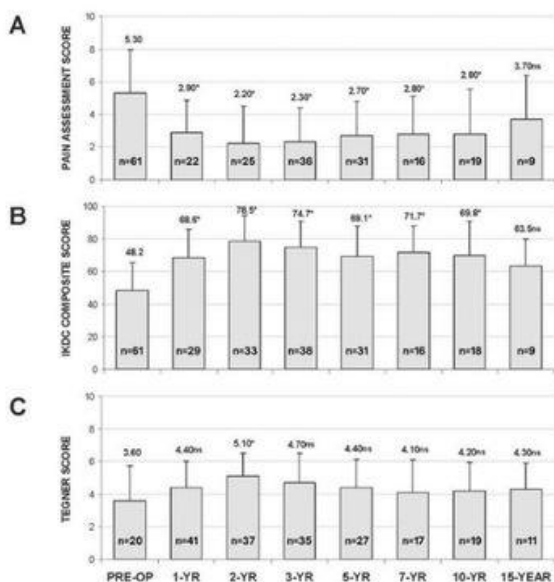 A
PAIN ASSESSMENT SCORE
10
8
6
4
2
0
5.30
2.90*
2.20*
2.30*
2.70*
2.80*
2.80*
3.70ns
n=61
n=22
n=25
n=36
n=31
n=16
n=19
n=9
B
IKDC COMPOSITE SCORE
100
80
60
40
20
0
48.2
68.6*
78.5*
74.7*
69.1*
71.7*
69.8*
63.5ns
n=61
n=29
n=33
n=38
n=31
n=16
n=18
n=9
C
TEGNER SCORE
10
8
6
4
2
0
3.60
4.40ns
5.10*
4.70ns
4.40ns
4.10ns
4.20ns
4.30ns
n=20
n=41
n=37
n=35
n=27
n=17
n=19
n=11
PRE-OP
1-YR
2-YR
3-YR
5-YR
7-YR
10-YR
15-YEAR